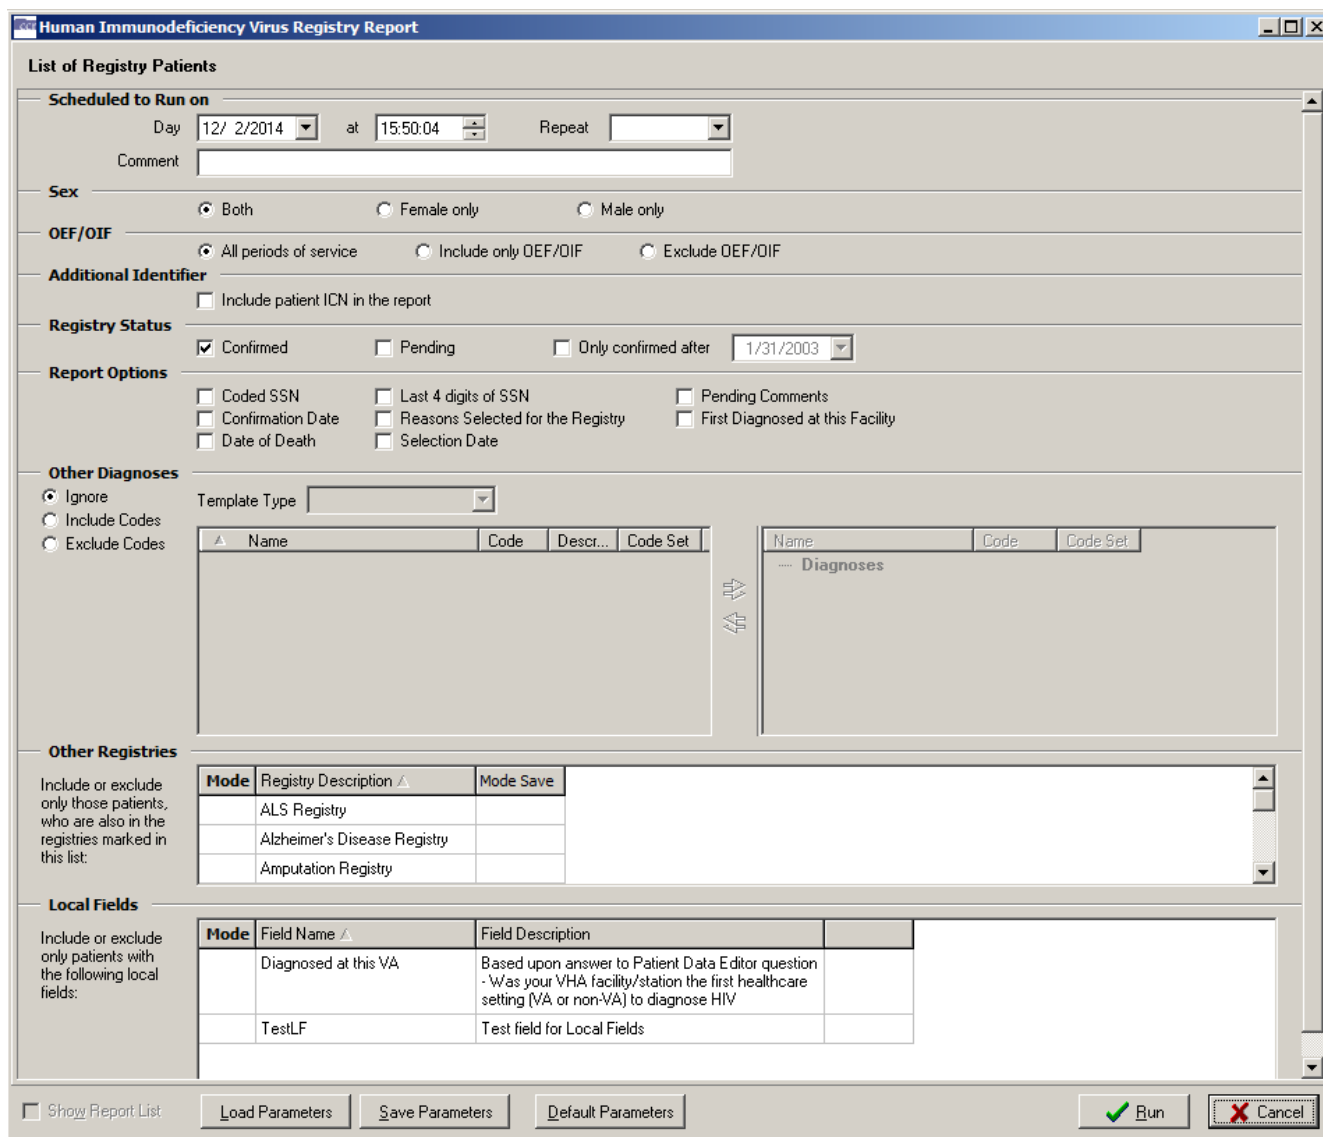 Human Immunodeficiency Virus Registry Report
List of Registry Patients
Scheduled to Run on
Day 12/ 2/2014 at 15:50:04 Repeat
Comment
Sex
Both Female only Male only
OEF/OIF
All periods of service Include only OEF/OIF Exclude OEF/OIF
Additional Identifier
Include patient ICN in the report
Registry Status
Confirmed Pending Only confirmed after 1/31/2003
Report Options
Coded SSN Last 4 digits of SSN Pending Comments
Confirmation Date Reasons Selected for the Registry First Diagnosed at this Facility
Date of Death Selection Date
Other Diagnoses
Ignore
Include Codes
Exclude Codes
Template Type
Name Code Descr... Code Set
Name Code Code Set
Diagnoses
Other Registries
Include or exclude
only those patients,
who are also in the
registries marked in
this list:
Mode Registry Description Mode Save
ALS Registry
Alzheimer's Disease Registry
Amputation Registry
Local Fields
Include or exclude
only patients with
the following local
fields:
Mode Field Name Field Description
Diagnosed at this VA Based upon answer to Patient Data Editor question
- Was your VHA facility/station the first healthcare
setting (VA or non-VA) to diagnose HIV
TestLF Test field for Local Fields
Show Report List Load Parameters Save Parameters Default Parameters Run Cancel